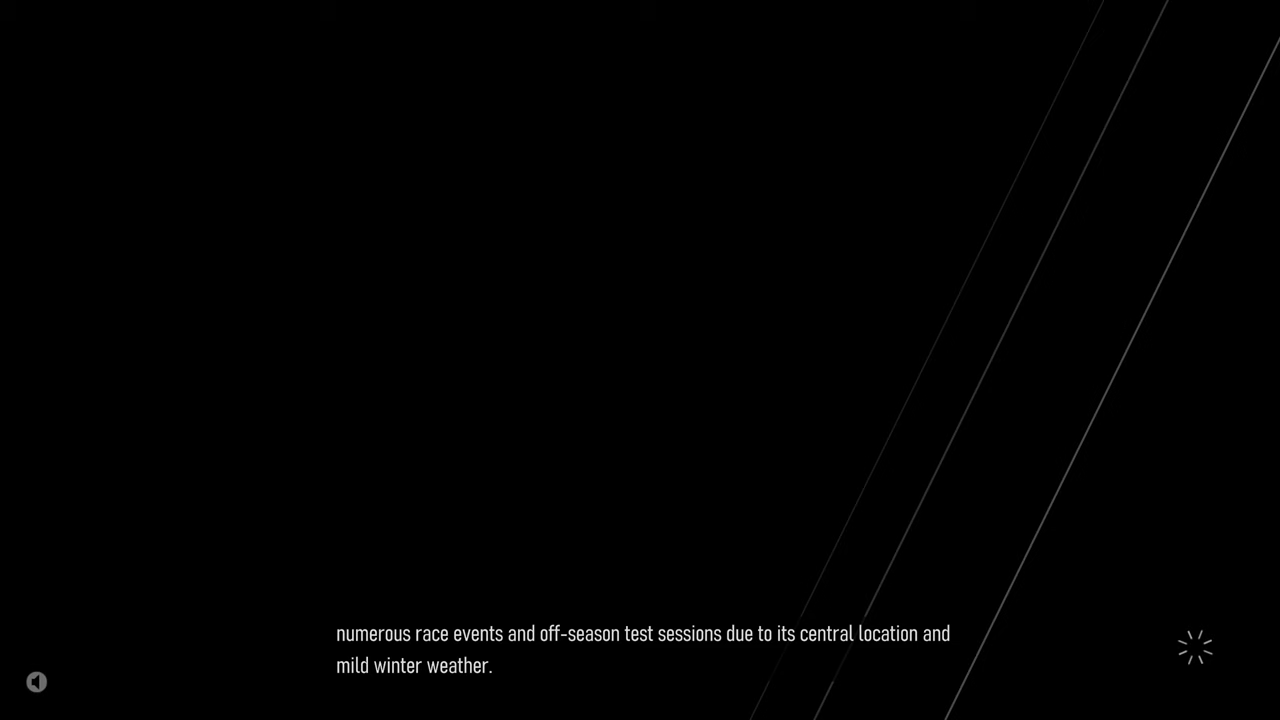 numerous race events and off-season test sessions due to its central location and
mild winter weather.